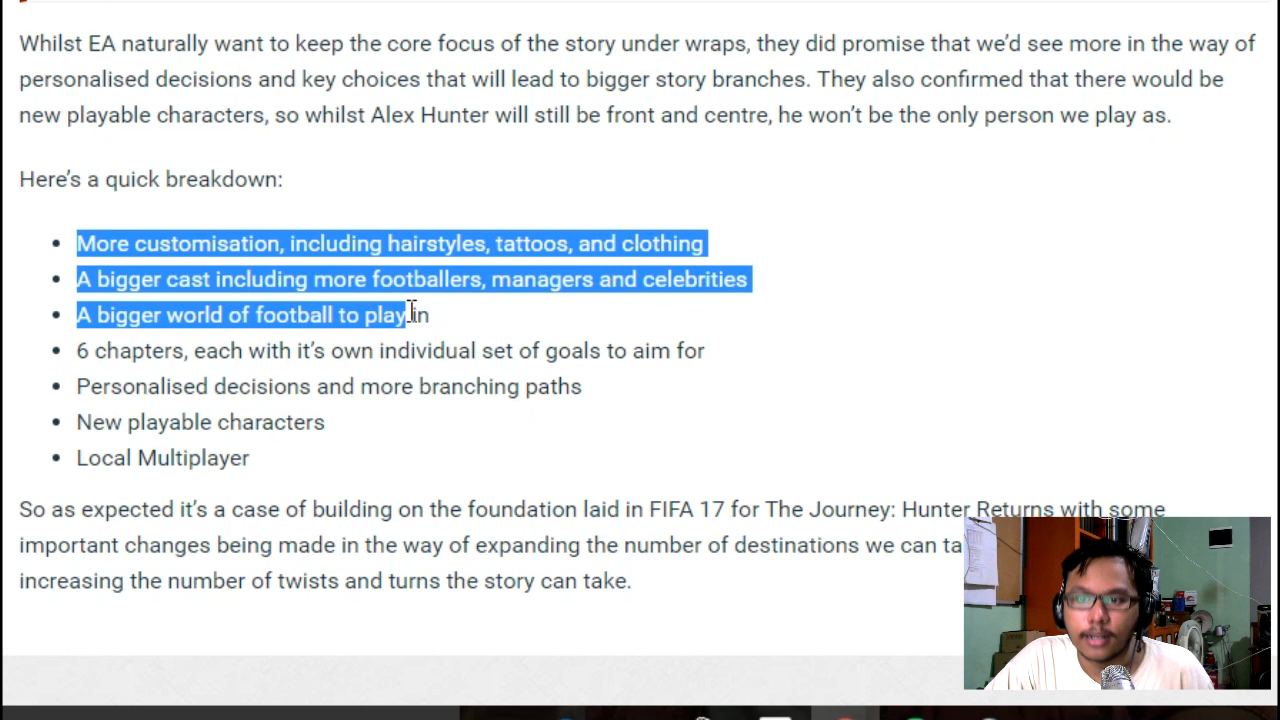 Whilst EA naturally want to keep the core focus of the story under wraps, they did promise that we’d see more in the way of
personalised decisions and key choices that will lead to bigger story branches. They also confirmed that there would be
new playable characters, so whilst Alex Hunter will still be front and centre, he won’t be the only person we play as.
Here’s a quick breakdown:
• More customisation, including hairstyles, tattoos, and clothing
• A bigger cast including more footballers, managers and celebrities
• A bigger world of football to play in
• 6 chapters, each with it’s own individual set of goals to aim for
• Personalised decisions and more branching paths
• New playable characters
• Local Multiplayer
So as expected it’s a case of building on the foundation laid in FIFA 17 for The Journey: Hunter Returns with some
important changes being made in the way of expanding the number of destinations we can ta
increasing the number of twists and turns the story can take.